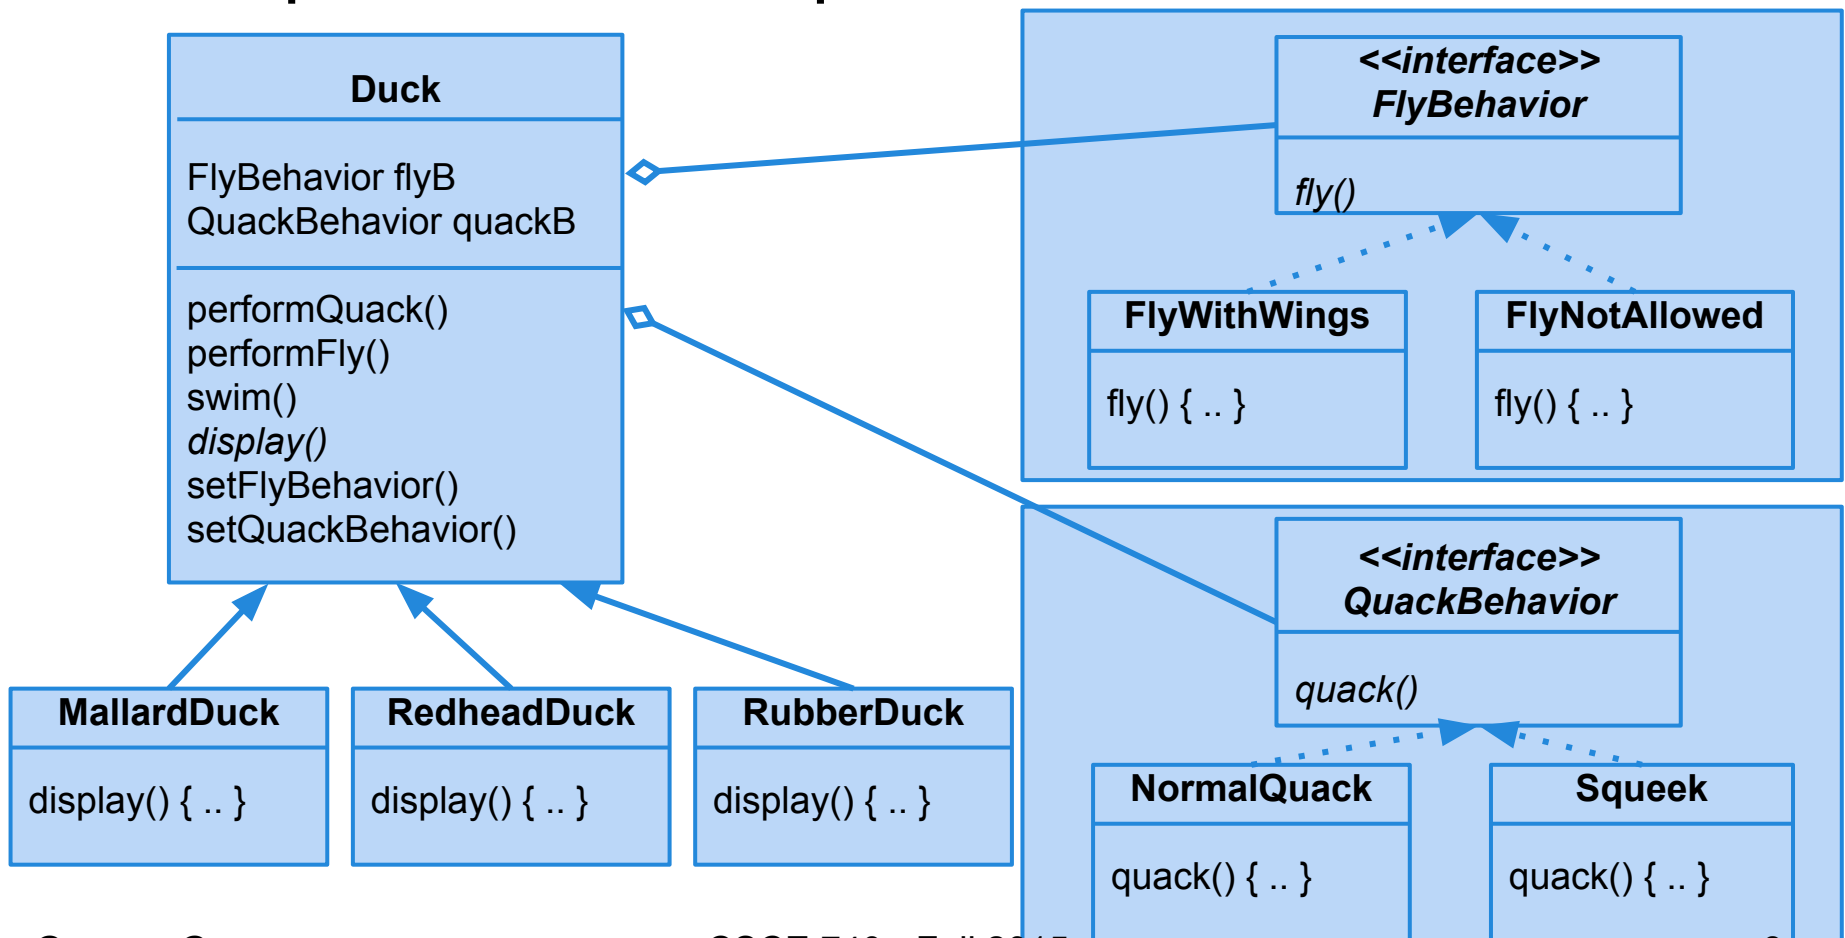 Duck
FlyBehavior flyB
QuackBehavior quackB
performQuack()
performFly()
swim()
display()
setFlyBehavior()
setQuackBehavior()
MallardDuck
display() { .. }
RedheadDuck
display() { .. }
RubberDuck
display() { .. }
<<interface>>
FlyBehavior
fly()
FlyWithWings
fly() { .. }
FlyNotAllowed
fly() { .. }
<<interface>>
QuackBehavior
quack()
NormalQuack
quack() { .. }
Squeek
quack() { .. }